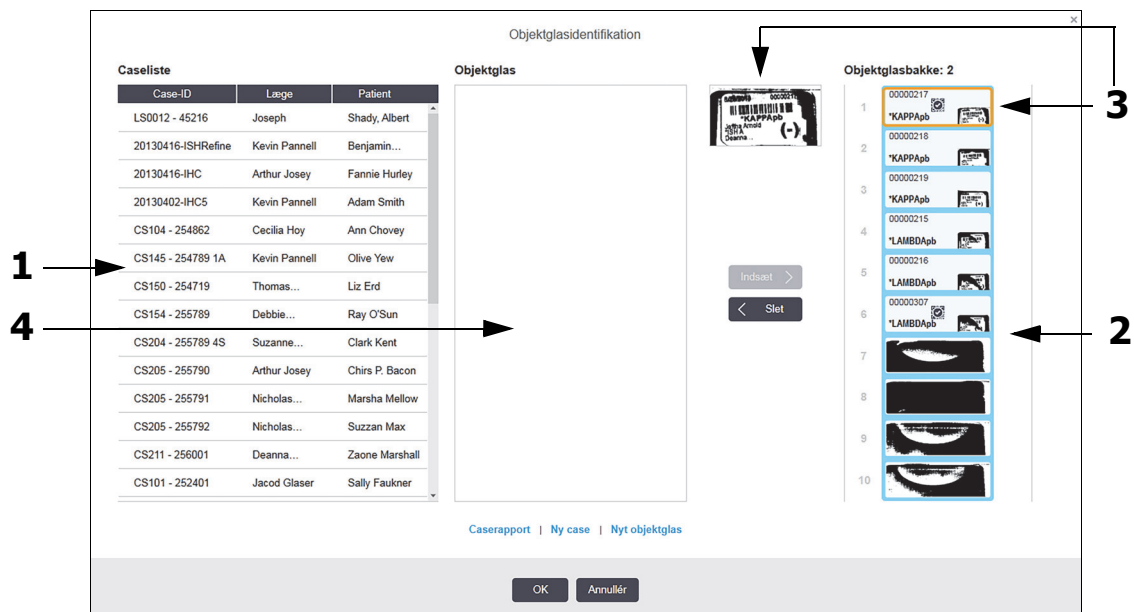 Objektglasidentifikation
×
Caseliste
Case-ID Læge Patient
LS0012 - 45216 Joseph Shady, Albert
20130416-ISHRefine Kevin Pannell Benjamin...
20130416-IHC Arthur Josey Fannie Hurley
20130402-IHC5 Kevin Pannell Adam Smith
CS104 - 254862 Cecilia Hoy Ann Chovey
CS145 - 254789 1A Kevin Pannell Olive Yew
CS150 - 254719 Thomas... Liz Erd
CS154 - 255789 Debbie... Ray O'Sun
CS204 - 255789 4S Suzanne... Clark Kent
CS205 - 255790 Arthur Josey Chirs P. Bacon
CS205 - 255791 Nicholas... Marsha Mellow
CS205 - 255792 Nicholas... Suzzan Max
CS211 - 256001 Deanna... Zaone Marshall
CS101 - 252401 Jacod Glaser Sally Faukner
Objektglas
*KAPPApb
Jettha Arnold
ISH A
Deanna... (-)
Indsæt >
< Slet
Objektglasbakke: 2
1 00000217
*KAPPApb
2 00000218
*KAPPApb
3 00000219
*KAPPApb
4 00000215
*LAMBDApb
5 00000216
*LAMBDApb
6 00000307
*LAMBDApb
7
8
9
10
Caserapport | Ny case | Nyt objektglas
OK Annullér
1
4
3
2